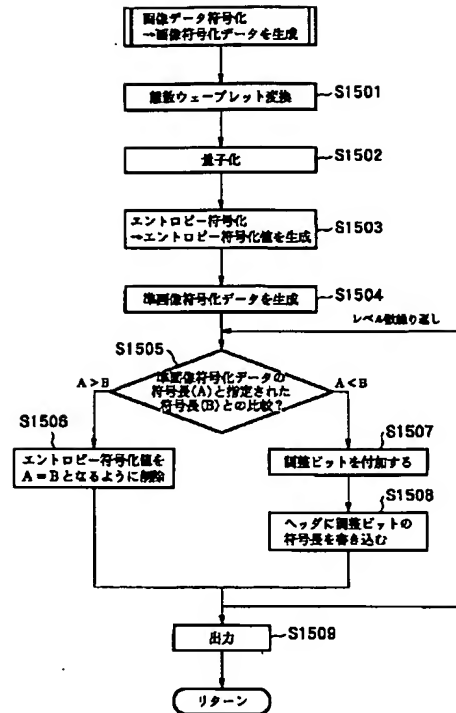 画像データ符号化
→画像符号化データを生成
離散ウェーブレット変換
S1501
量子化
S1502
エントロピー符号化
→エントロピー符号化値を生成
S1503
準画像符号化データを生成
S1504
レベル数繰り返し
S1505
準画像符号化データの
符号長(A)と指定された
符号長(B)との比較?
A>B
A<B
S1506
エントロピー符号化値を
A=Bとなるように削除
S1507
調整ビットを付加する
S1508
ヘッダに調整ビットの
符号長を書き込む
出力
S1509
リターン